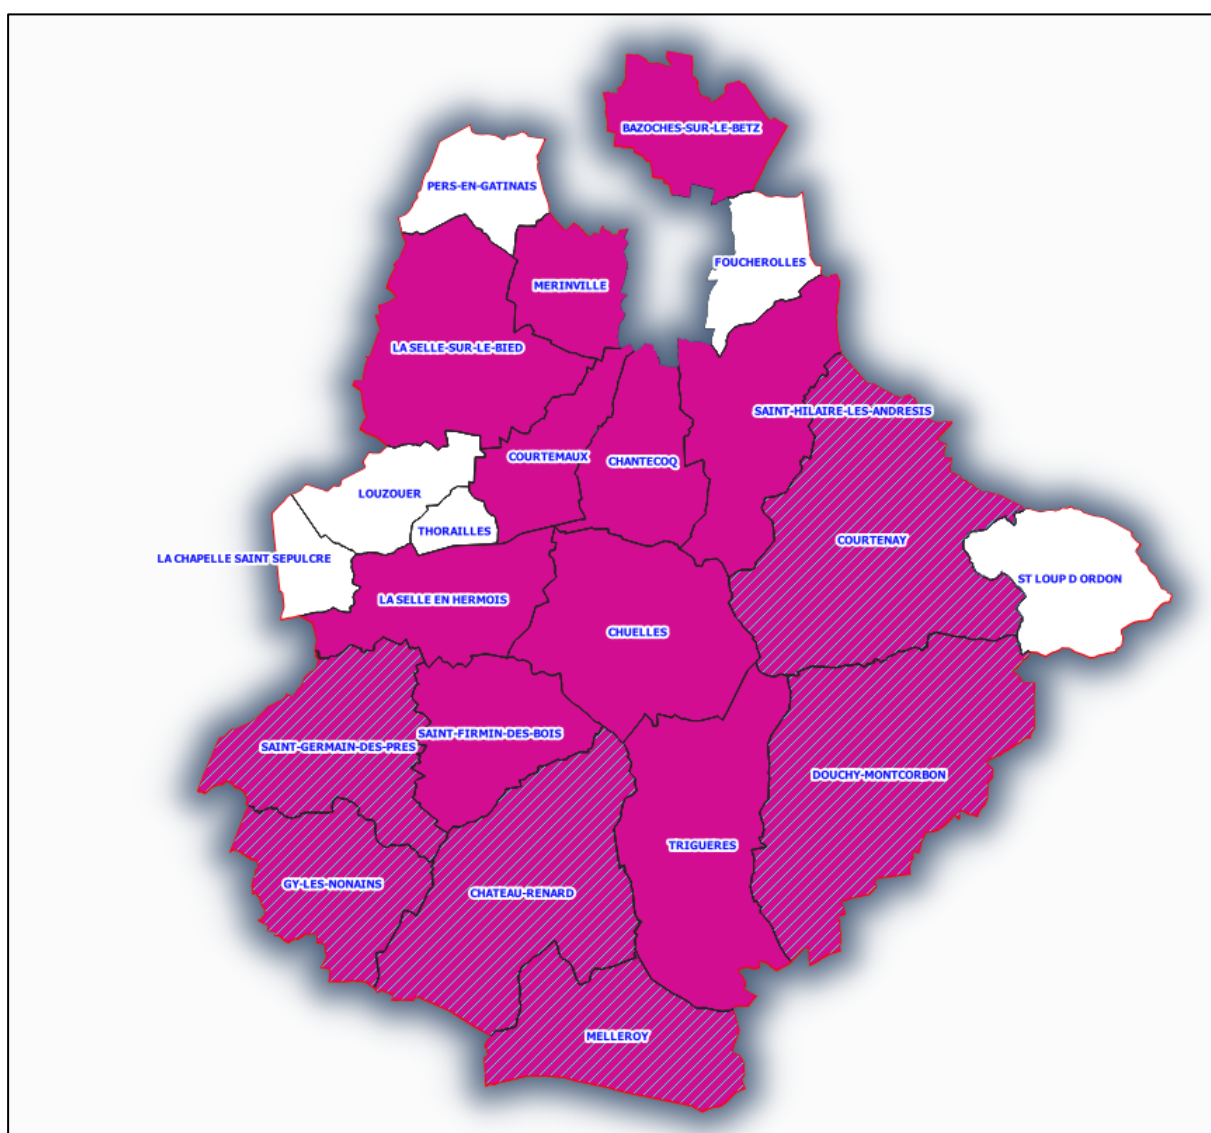 BAZOCHES-SUR-LE-BETZ
PERS-EN-GATINAIS
FOUCHEROLLES
MERINVILLE
LA SELLE-SUR-LE-BIED
SAINT-HILAIRE-LES-ANDRESIS
COURTEMAUX
CHANTECOQ
LOUZOUER
THORAILLES
COURTENAY
LA CHAPELLE SAINT SEPULCRE
ST LOUP D ORDON
LA SELLE EN HERMOIS
CHUELLES
SAINT-FIRMIN-DES-BOIS
SAINT-GERMAIN-DES-PRES
DOUCHY-MONTCORBON
TRIGUERES
GY-LES-NONAINS
CHATEAU-RENARD
MELLEROY